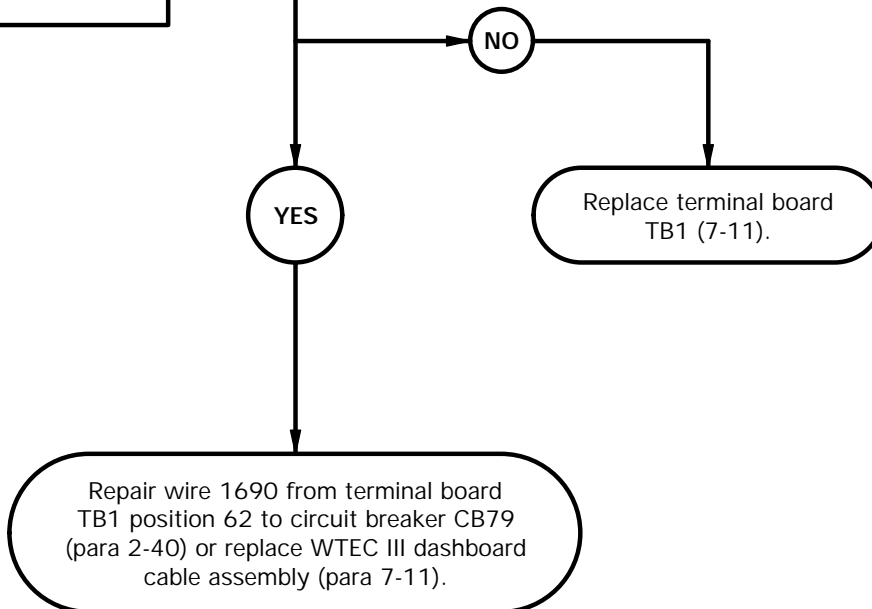 NO
YES
Replace terminal board
TB1 (7-11).
Repair wire 1690 from terminal board
TB1 position 62 to circuit breaker CB79
(para 2-40) or replace WTEC III dashboard
cable assembly (para 7-11).